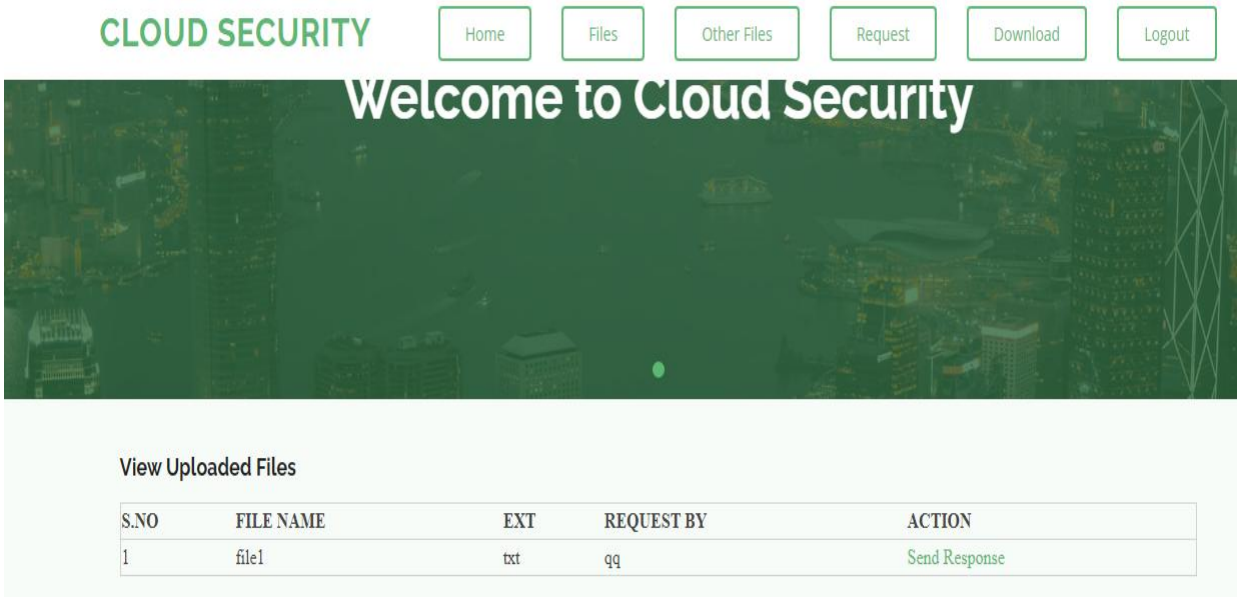 CLOUD SECURITY Home Files Other Files Request Download Logout
Welcome to Cloud Security
View Uploaded Files
S.NO FILE NAME EXT REQUEST BY ACTION
1 file1 txt qq Send Response